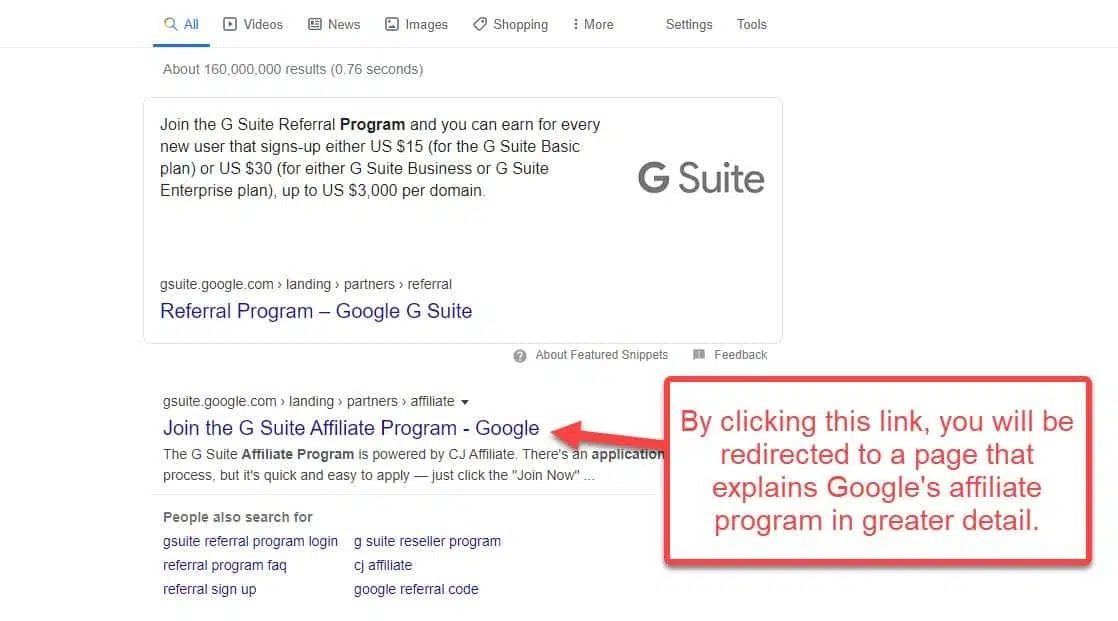 All Videos News Images Shopping More Settings Tools
About 160,000,000 results (0.76 seconds)
Join the G Suite Referral Program and you can earn for every
new user that signs-up either US $15 (for the G Suite Basic
plan) or US $30 (for either G Suite Business or G Suite
Enterprise plan), up to US $3,000 per domain.
G Suite
gsuite.google.com › landing › partners › referral
Referral Program – Google G Suite
About Featured Snippets Feedback
gsuite.google.com › landing › partners › affiliate
Join the G Suite Affiliate Program - Google
The G Suite Affiliate Program is powered by CJ Affiliate. There's an application
process, but it's quick and easy to apply — just click the "Join Now" ...
By clicking this link, you will be
redirected to a page that
explains Google's affiliate
program in greater detail.
People also search for
gsuite referral program login g suite reseller program
referral program faq cj affiliate
referral sign up google referral code